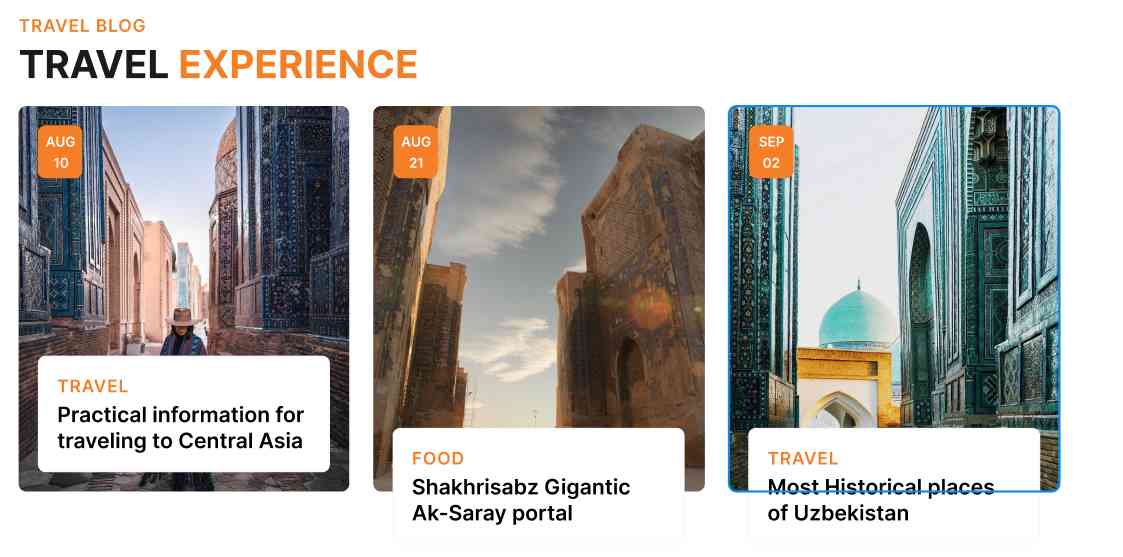 TRAVEL BLOG
TRAVEL EXPERIENCE
AUG
10
TRAVEL
Practical information for
traveling to Central Asia
AUG
21
FOOD
Shakhrisabz Gigantic
Ak-Saray portal
SEP
02
TRAVEL
Most Historical places
of Uzbekistan